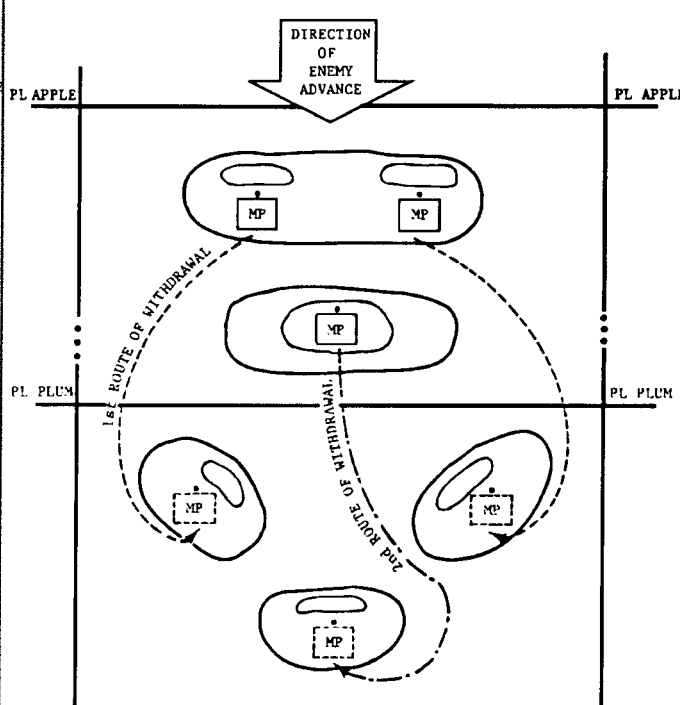 DIRECTION
OF
ENEMY
ADVANCE
PL APPLE
PL APPLE
MP
MP
1st ROUTE OF WITHDRAWAL
MP
PL PLUM
PL PLUM
2nd ROUTE OF WITHDRAWAL
MP
MP
MP